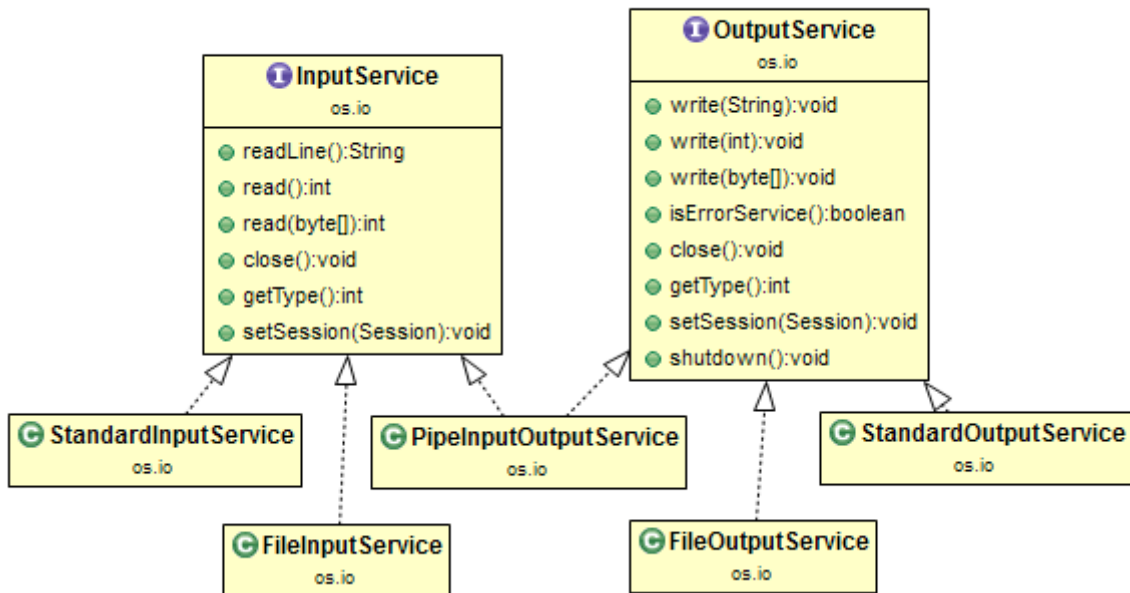 I InputService
os.io
readLine():String
read():int
read(byte[]):int
close():void
getType():int
setSession(Session):void
I OutputService
os.io
write(String):void
write(int):void
write(byte[]):void
isErrorService():boolean
close():void
getType():int
setSession(Session):void
shutdown():void
C StandardInputService
os.io
C PipeInputOutputService
os.io
C StandardOutputService
os.io
C FileInputService
os.io
C FileOutputService
os.io